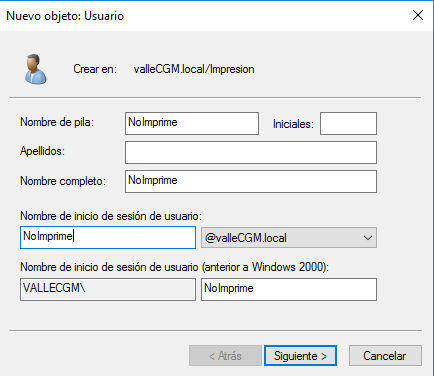 Nuevo objeto: Usuario
Crear en: valleCGM.local/Impresion
Nombre de pila: NoImprime Iniciales:
Apellidos:
Nombre completo: NoImprime
Nombre de inicio de sesión de usuario:
NoImprime @valleCGM.local
Nombre de inicio de sesión de usuario (anterior a Windows 2000):
VALLECGM\ NoImprime
< Atrás Siguiente > Cancelar